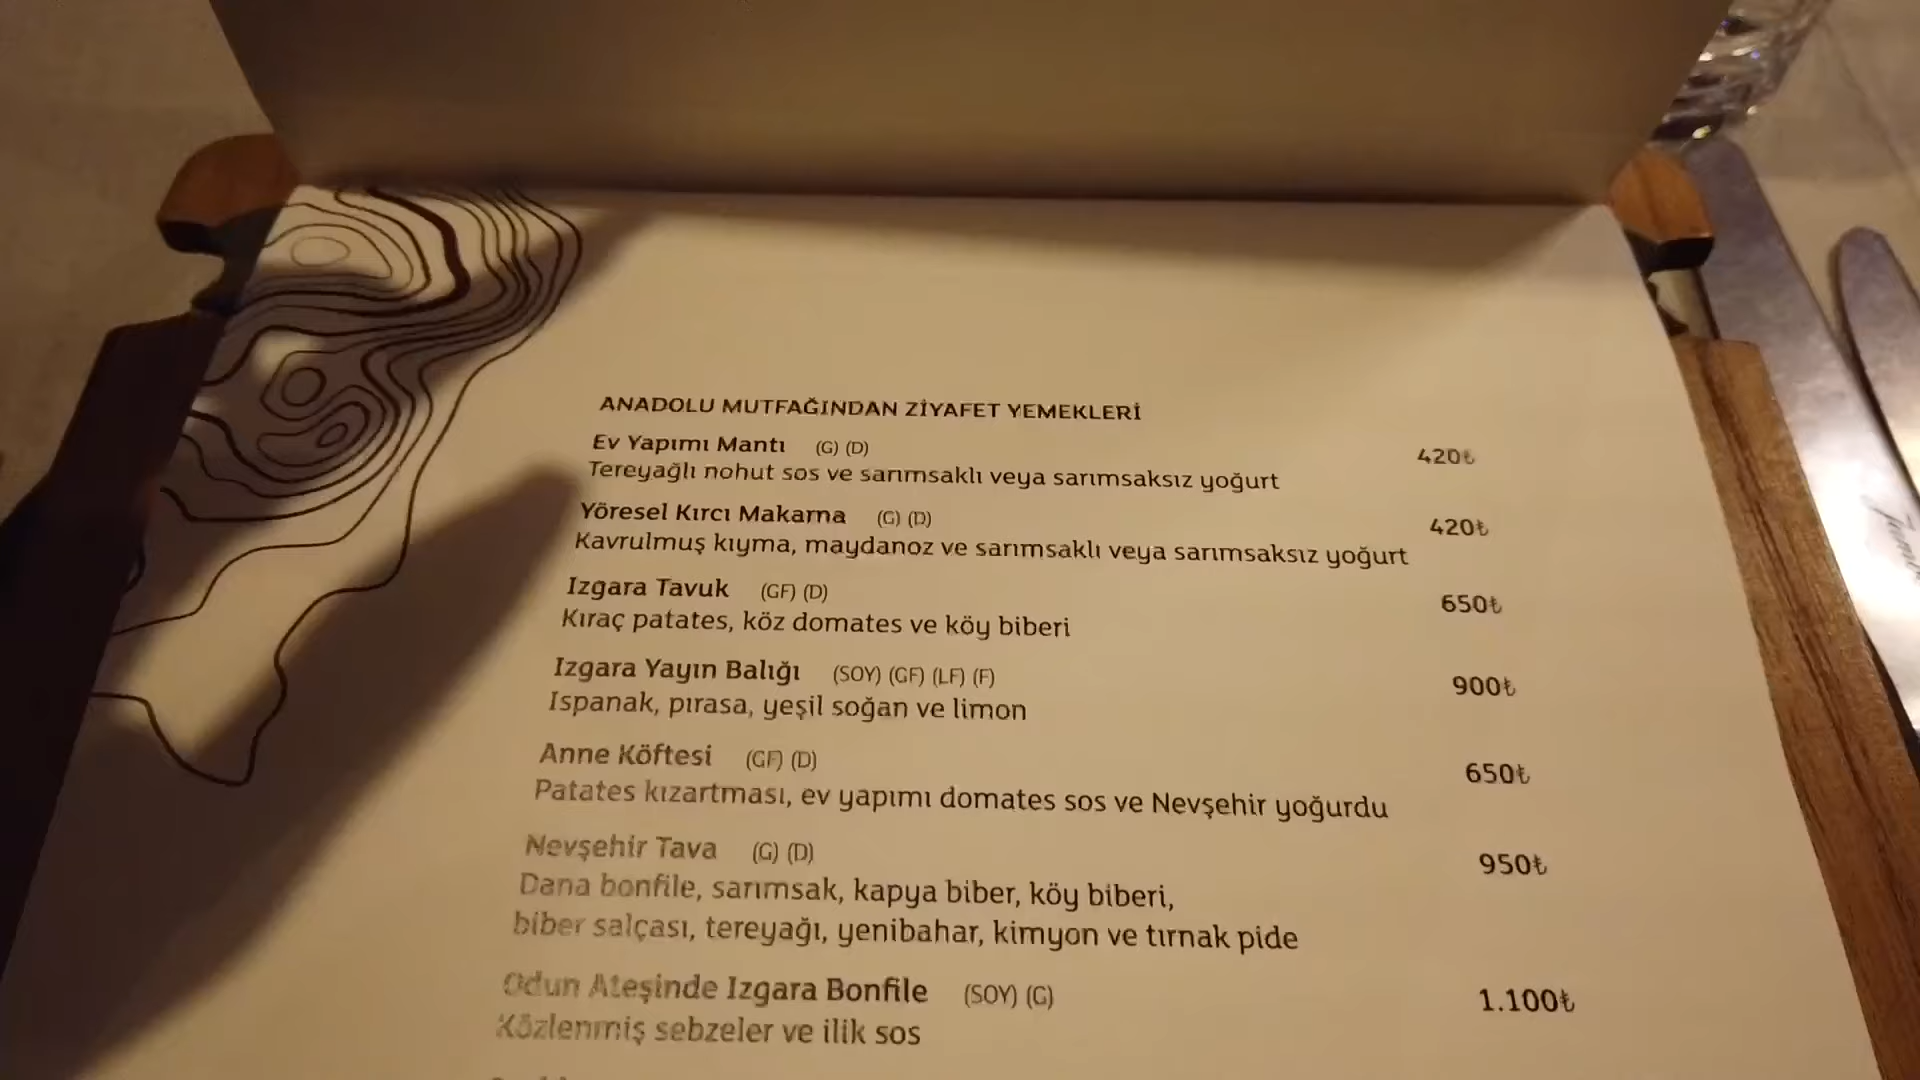 ANADOLU MUTFAĞINDAN ZİYAFET YEMEKLERİ
Ev Yapımı Mantı (G) (D) 420₺
Tereyağlı nohut sos ve sarımsaklı veya sarımsaksız yoğurt
Yöresel Kırcı Makarna (G) (D) 420₺
Kavrulmuş kıyma, maydanoz ve sarımsaklı veya sarımsaksız yoğurt
Izgara Tavuk (GF) (D) 650₺
Kıraç patates, köz domates ve köy biberi
Izgara Yayın Balığı (SOY) (GF) (LF) (F) 900₺
Ispanak, pırasa, yeşil soğan ve limon
Anne Köftesi (GF) (D) 650₺
Patates kızartması, ev yapımı domates sos ve Nevşehir yoğurdu
Nevşehir Tava (G) (D) 950₺
Dana bonfile, sarımsak, kapya biber, köy biberi,
biber salçası, tereyağı, yenibahar, kimyon ve tırnak pide
Odun Ateşinde Izgara Bonfile (SOY) (G) 1.100₺
Közlenmiş sebzeler ve ilik sos